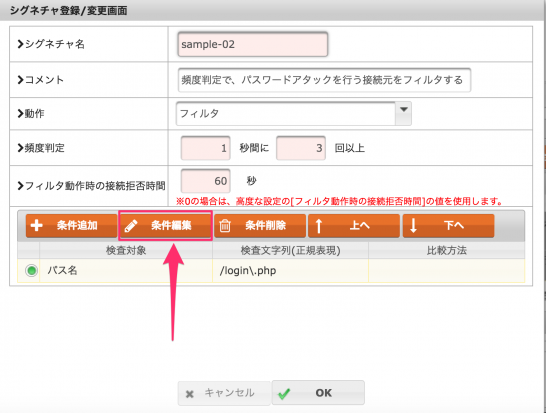 シグネチャ登録/変更画面
シグネチャ名 sample-02
コメント 頻度判定で、パスワードアタックを行う接続元をフィルタする
動作 フィルタ
頻度判定 1 秒間に 3 回以上
フィルタ動作時の接続拒否時間 60 秒
※0の場合は、高度な設定の[フィルタ動作時の接続拒否時間]の値を使用します。
条件追加 条件編集 条件削除 上へ 下へ
検査対象 検査文字列(正規表現) 比較方法
パス名 /login\.php
キャンセル OK